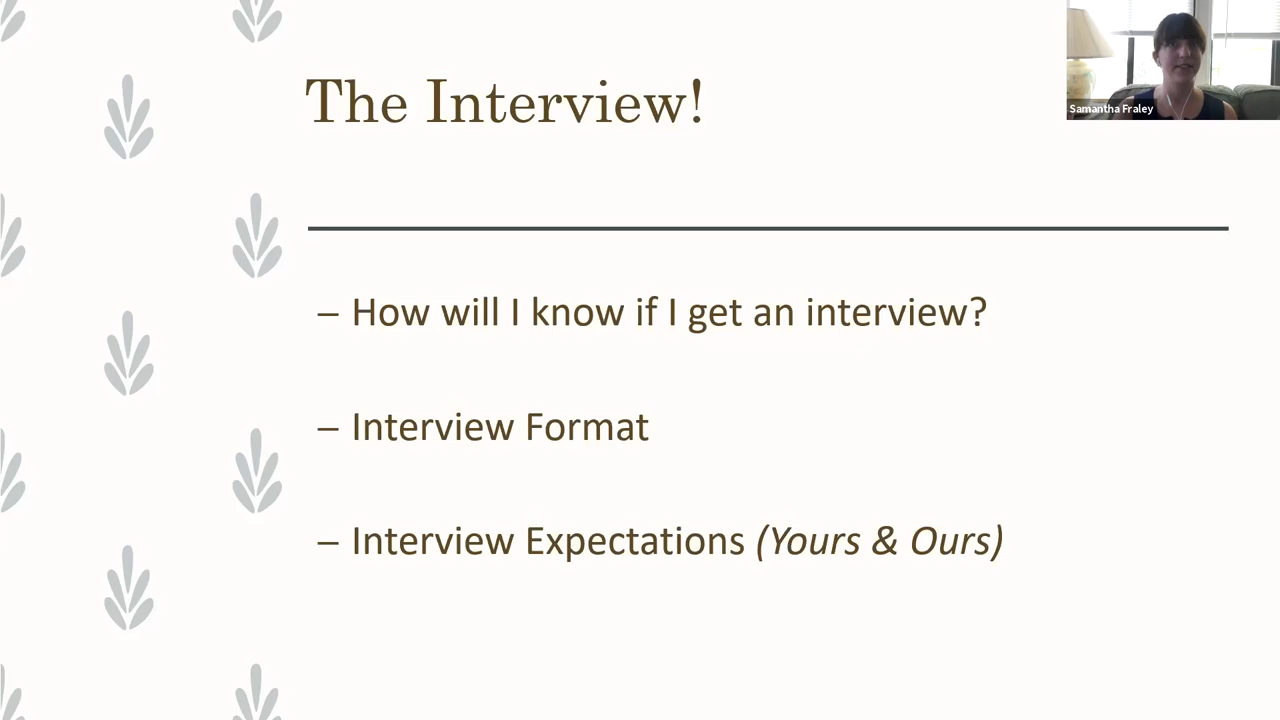 The Interview!
Samantha Fraley
– How will I know if I get an interview?
– Interview Format
– Interview Expectations (Yours & Ours)